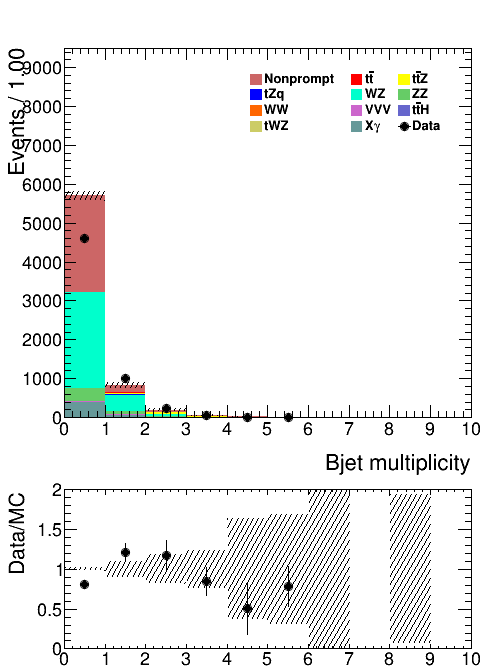 Events / 1.00
9000
8000
7000
6000
5000
4000
3000
2000
1000
0
Nonprompt tt̄ tt̄Z
tZq WZ ZZ
WW VVV tt̄H
tWZ Xγ Data
0 1 2 3 4 5 6 7 8 9 10
Bjet multiplicity
Data/MC
2
1.5
1
0.5
0
0 1 2 3 4 5 6 7 8 9 10